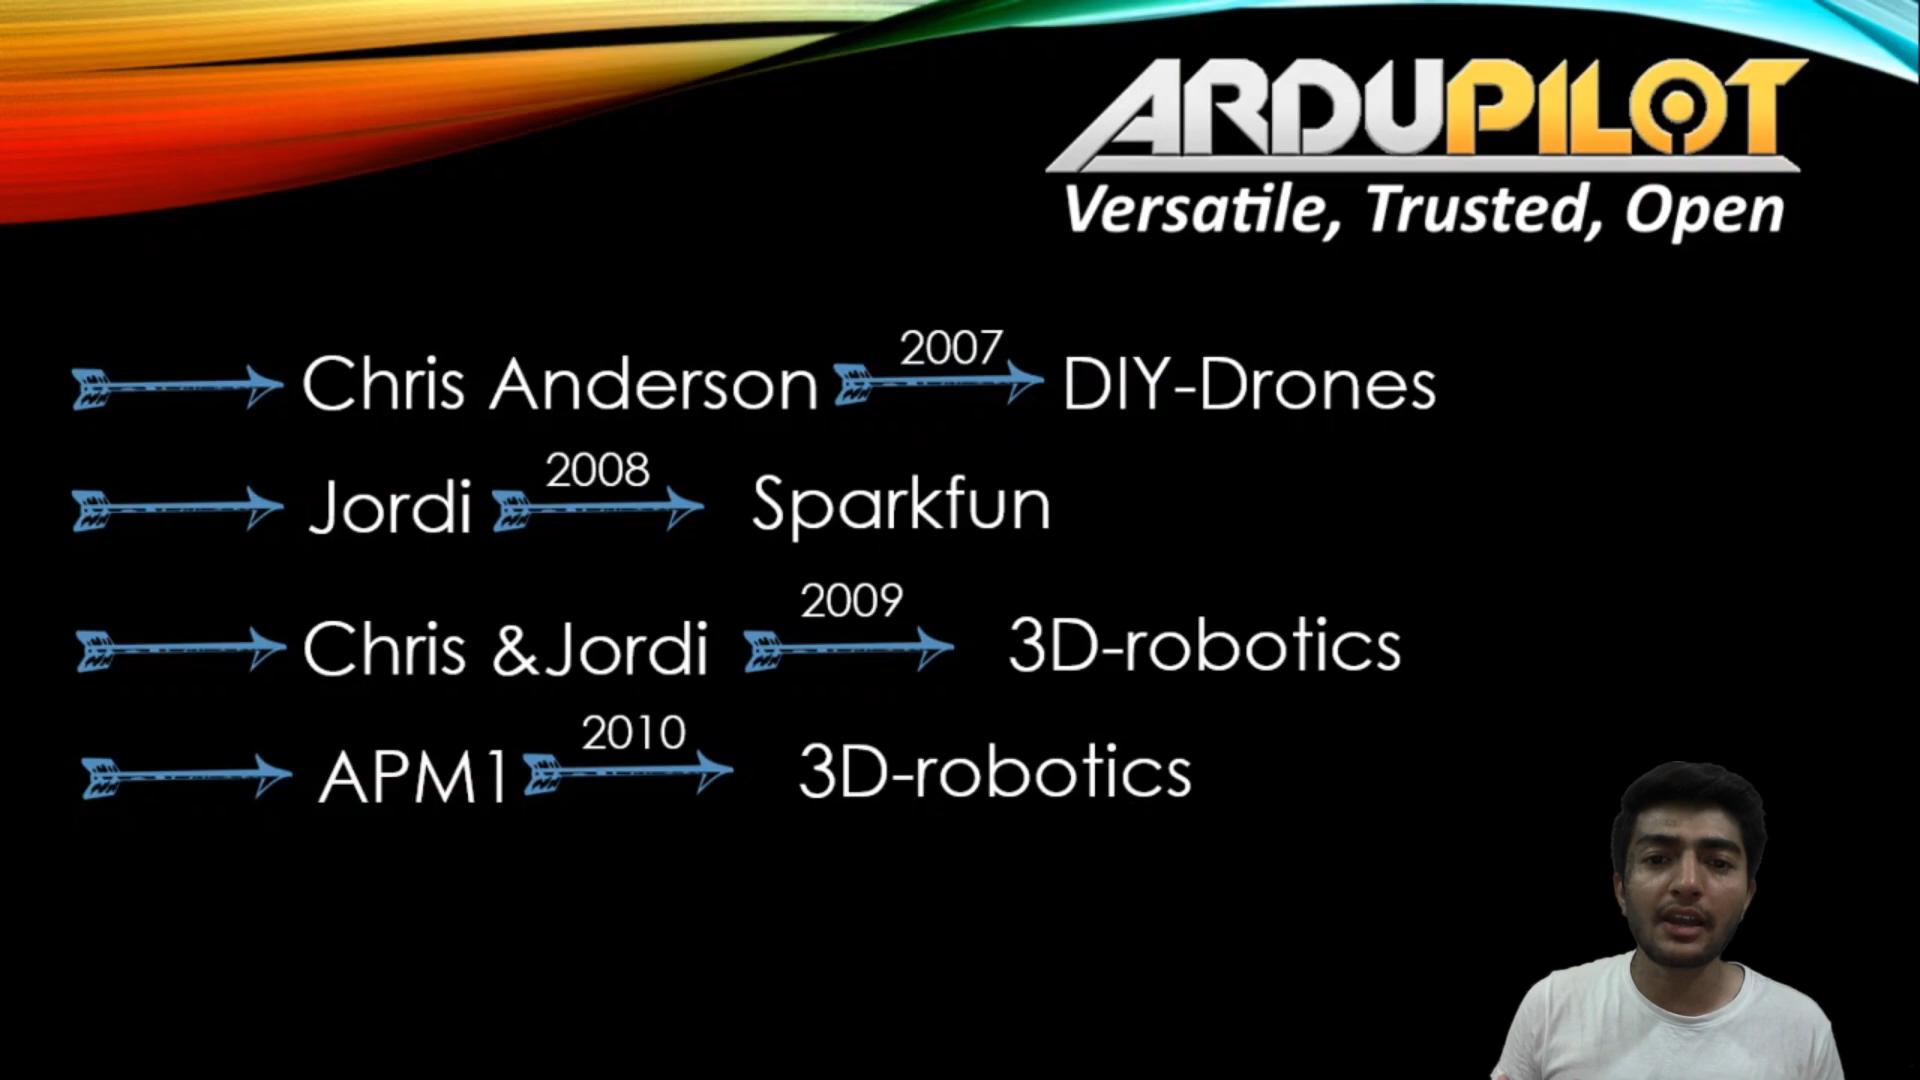 ARDUPILOT
Versatile, Trusted, Open
Chris Anderson 2007 DIY-Drones
Jordi 2008 Sparkfun
Chris &Jordi 2009 3D-robotics
APM1 2010 3D-robotics